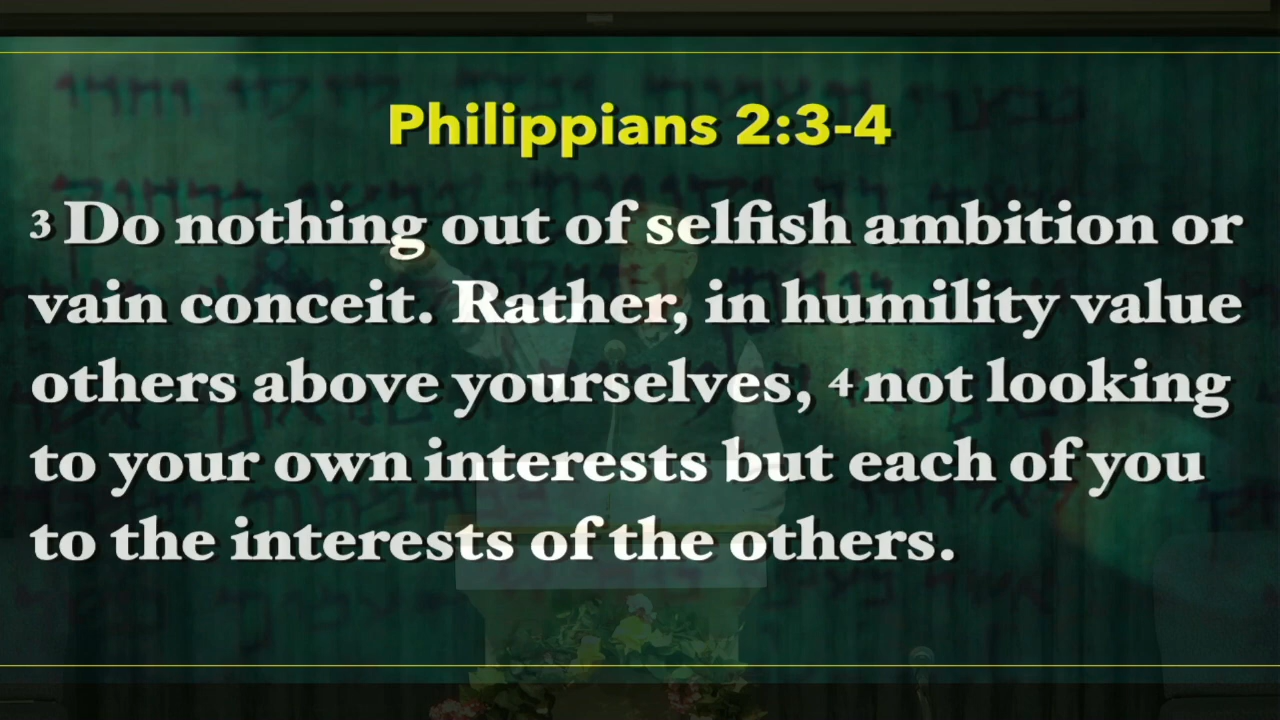 Philippians 2:3-4
3 Do nothing out of selfish ambition or
vain conceit. Rather, in humility value
others above yourselves, 4 not looking
to your own interests but each of you
to the interests of the others.